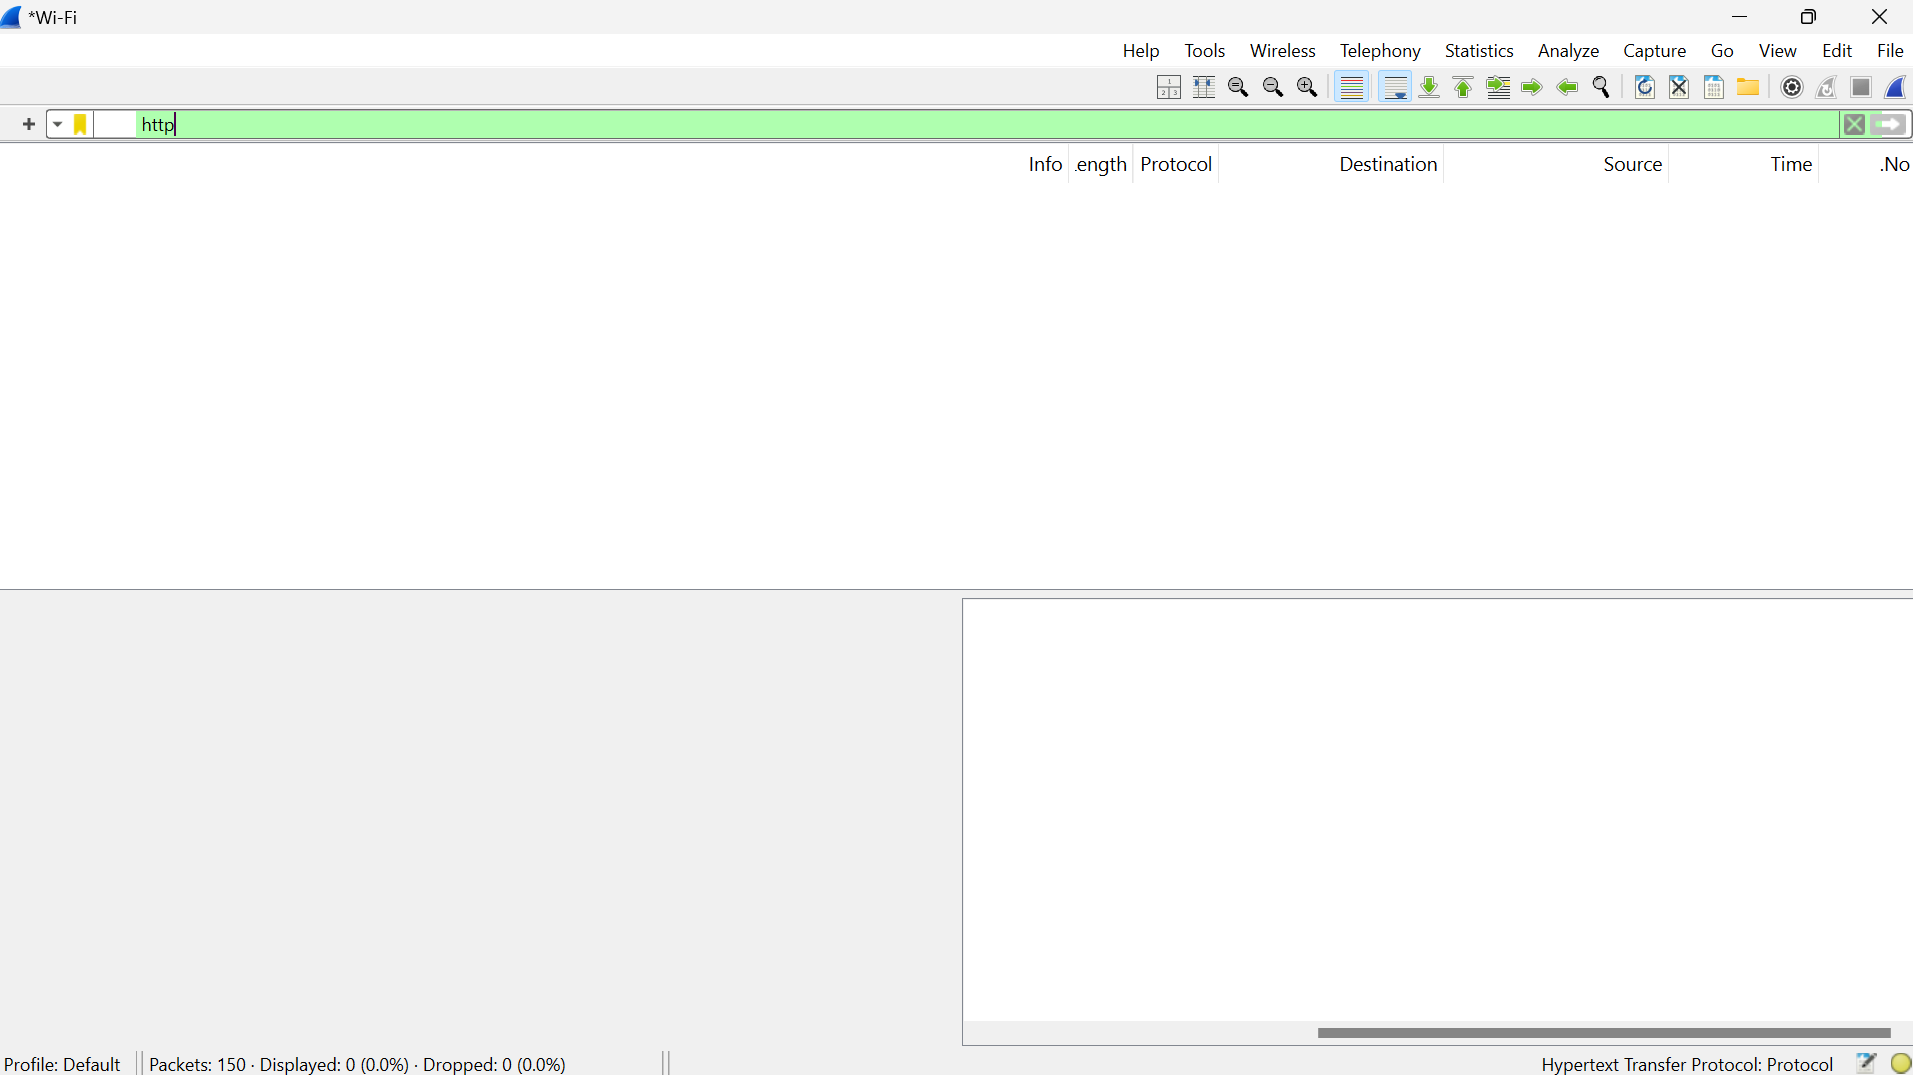 *Wi-Fi
Help Tools Wireless Telephony Statistics Analyze Capture Go View Edit File
http
Info .ength Protocol Destination Source Time .No
Profile: Default Packets: 150 · Displayed: 0 (0.0%) · Dropped: 0 (0.0%) Hypertext Transfer Protocol: Protocol